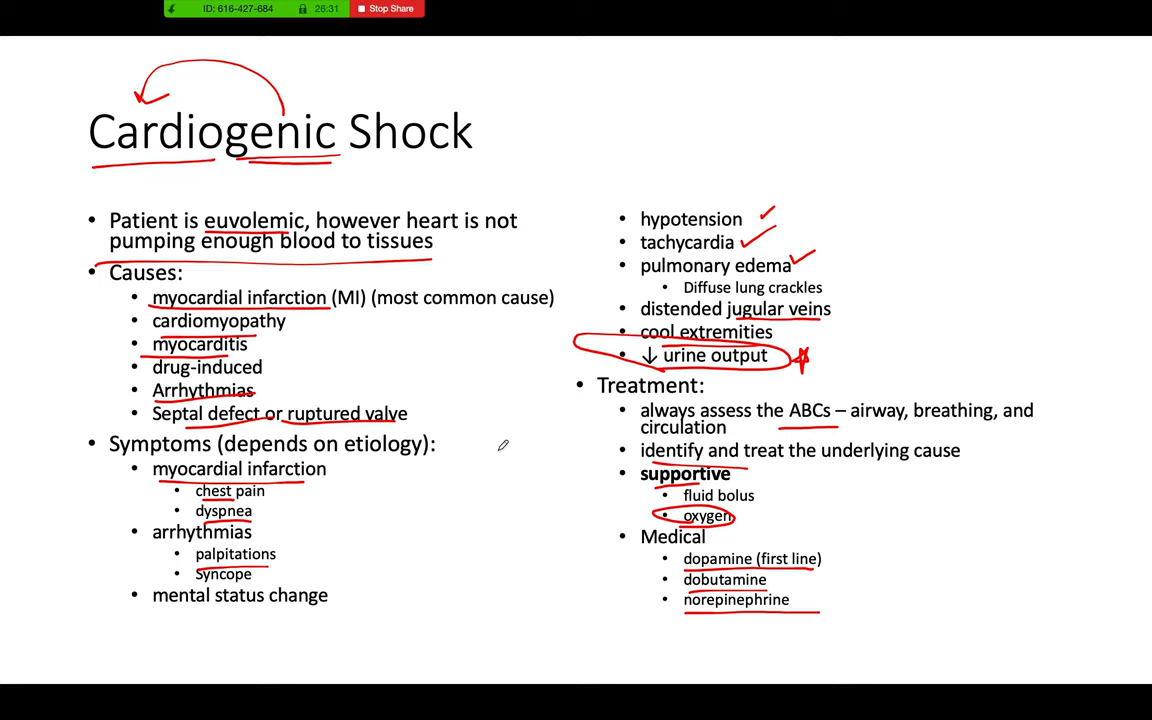 ID: 616-427-684 26:31 Stop Share
Cardiogenic Shock
• Patient is euvolemic, however heart is not
pumping enough blood to tissues
• Causes:
• myocardial infarction (MI) (most common cause)
• cardiomyopathy
• myocarditis
• drug-induced
• Arrhythmias
• Septal defect or ruptured valve
• Symptoms (depends on etiology):
• myocardial infarction
• chest pain
• dyspnea
• arrhythmias
• palpitations
• Syncope
• mental status change
• hypotension
• tachycardia
• pulmonary edema
• Diffuse lung crackles
• distended jugular veins
• cool extremities
• ↓ urine output
• Treatment:
• always assess the ABCs – airway, breathing, and
circulation
• identify and treat the underlying cause
• supportive
• fluid bolus
• oxygen
• Medical
• dopamine (first line)
• dobutamine
• norepinephrine